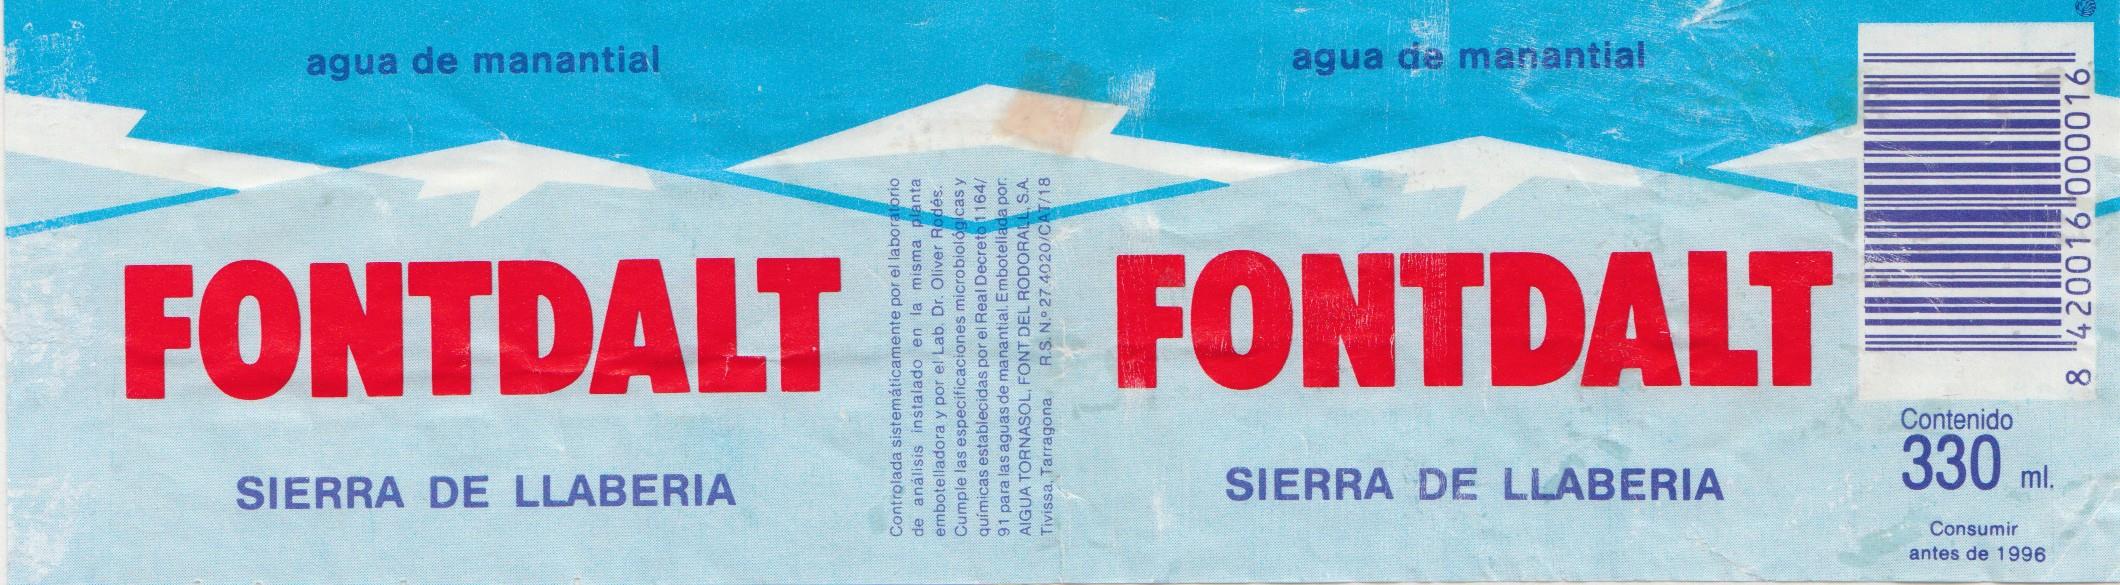 agua de manantial
FONTDALT
SIERRA DE LLABERIA
Controlada sistemáticamente por el laboratorio
de análisis instalado en la misma planta
embotelladora y por el Lab. Dr. Oliver Rodés.
Cumple las especificaciones microbiológicas y
químicas establecidas por el Real Decreto 1164/
91 para las aguas de manantial. Embotellada por:
AIGUA TORNASOL, FONT DEL RODORALL, S.A.
Tivissa, Tarragona R.S. N.º 27.4020/CAT/18
agua de manantial
FONTDALT
SIERRA DE LLABERIA
8 420016 000016
Contenido
330 ml.
Consumir
antes de 1996